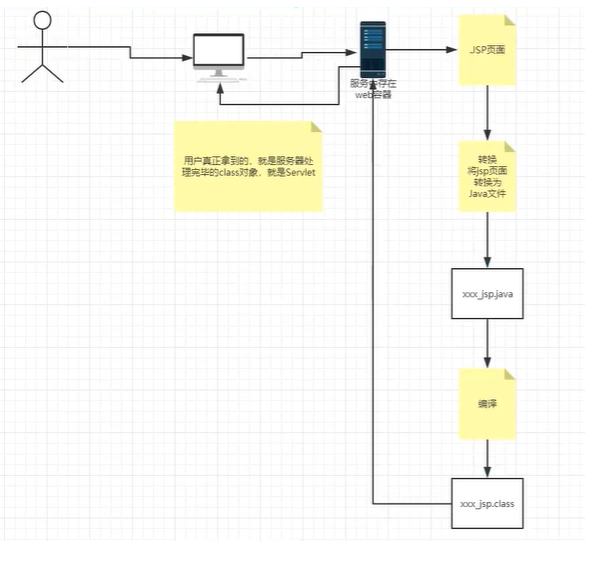 JSP页面
服务
存在
web容器
用户真正拿到的，就是服务器处
理完毕的class对象，就是Servlet
转换
将jsp页面
转换为
Java文件
xxx_jsp.java
编译
xxx_jsp.class